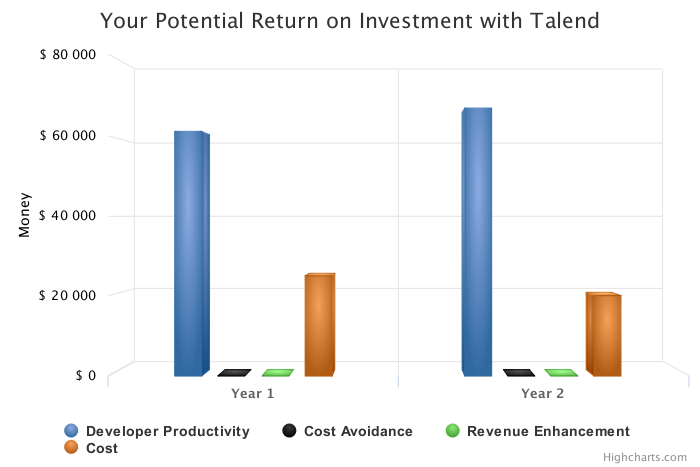 Your Potential Return on Investment with Talend
$ 80 000
$ 60 000
$ 40 000
$ 20 000
$ 0
Money
Year 1
Year 2
Developer Productivity
Cost Avoidance
Revenue Enhancement
Cost
Highcharts.com